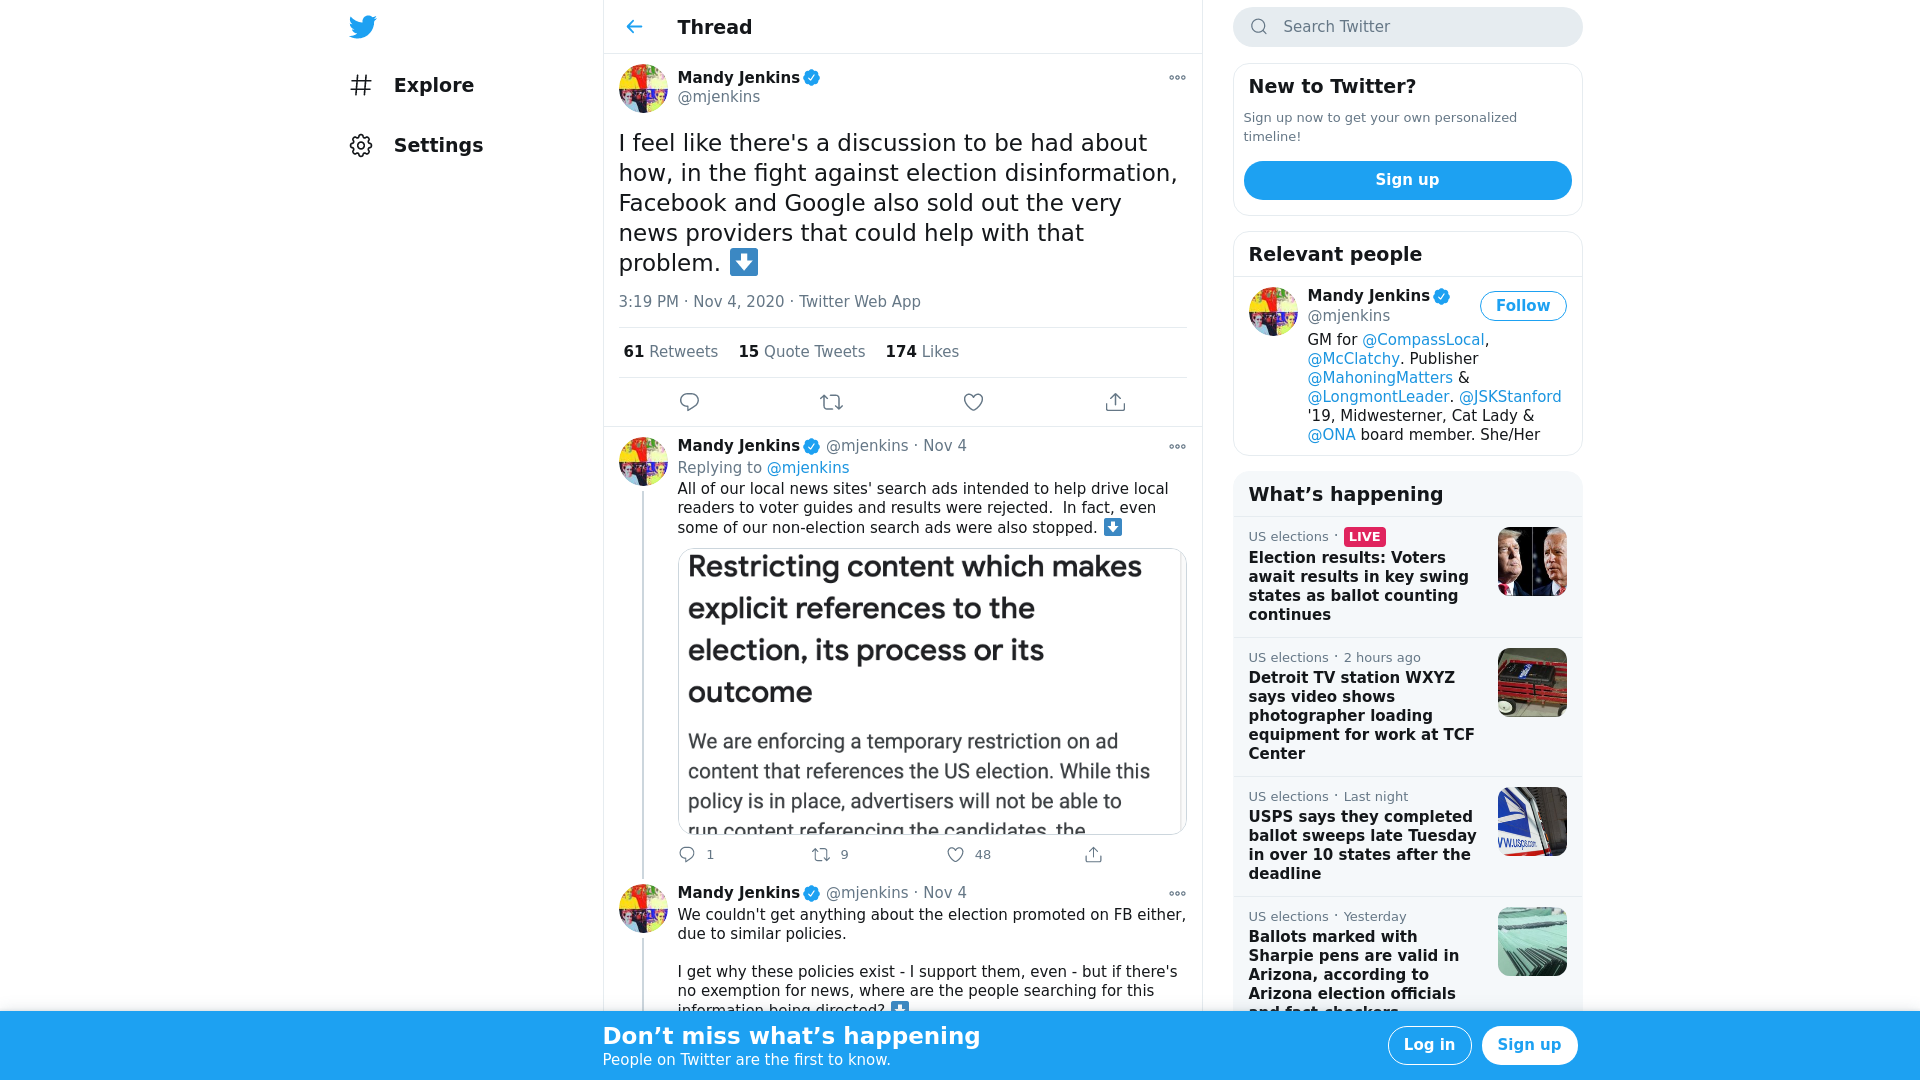 Explore
Settings
Thread
Mandy Jenkins
@mjenkins
I feel like there's a discussion to be had about
how, in the fight against election disinformation,
Facebook and Google also sold out the very
news providers that could help with that
problem. ⬇️
3:19 PM · Nov 4, 2020 · Twitter Web App
61 Retweets 15 Quote Tweets 174 Likes
Mandy Jenkins @mjenkins · Nov 4
Replying to @mjenkins
All of our local news sites' search ads intended to help drive local
readers to voter guides and results were rejected.  In fact, even
some of our non-election search ads were also stopped. ⬇️
Restricting content which makes
explicit references to the
election, its process or its
outcome
We are enforcing a temporary restriction on ad
content that references the US election. While this
policy is in place, advertisers will not be able to
run content referencing the candidates, the
1 9 48
Mandy Jenkins @mjenkins · Nov 4
We couldn't get anything about the election promoted on FB either,
due to similar policies.
I get why these policies exist - I support them, even - but if there's
no exemption for news, where are the people searching for this
information being directed? ⬇️
Search Twitter
New to Twitter?
Sign up now to get your own personalized
timeline!
Sign up
Relevant people
Mandy Jenkins
@mjenkins
Follow
GM for @CompassLocal,
@McClatchy. Publisher
@MahoningMatters &
@LongmontLeader. @JSKStanford
'19, Midwesterner, Cat Lady &
@ONA board member. She/Her
What’s happening
US elections · LIVE
Election results: Voters
await results in key swing
states as ballot counting
continues
US elections · 2 hours ago
Detroit TV station WXYZ
says video shows
photographer loading
equipment for work at TCF
Center
US elections · Last night
USPS says they completed
ballot sweeps late Tuesday
in over 10 states after the
deadline
US elections · Yesterday
Ballots marked with
Sharpie pens are valid in
Arizona, according to
Arizona election officials
and fact-checkers
Don’t miss what’s happening
People on Twitter are the first to know.
Log in
Sign up